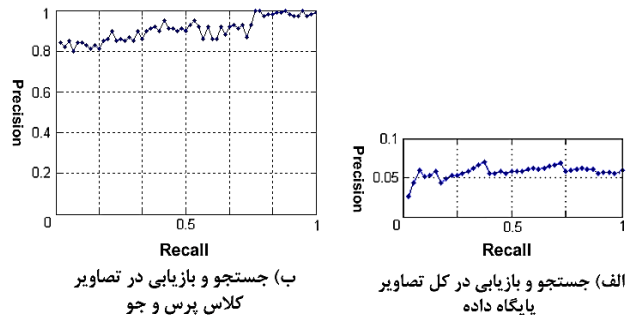 1
0.8
0.6
0.4
0.2
0
0.5
1
Precision
Recall
ب) جستجو و بازیابی در تصاویر
کلاس پرس و جو
0.1
0.05
0
0.5
1
Precision
Recall
الف) جستجو و بازیابی در کل تصاویر
پایگاه داده